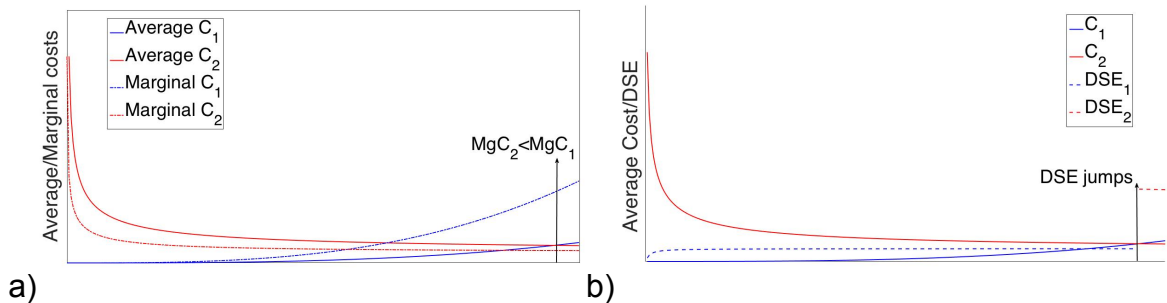 Average/Marginal costs
Average C₁
Average C₂
Marginal C₁
Marginal C₂
MgC₂<MgC₁
a)
Average Cost/DSE
C₁
C₂
DSE₁
DSE₂
DSE jumps
b)